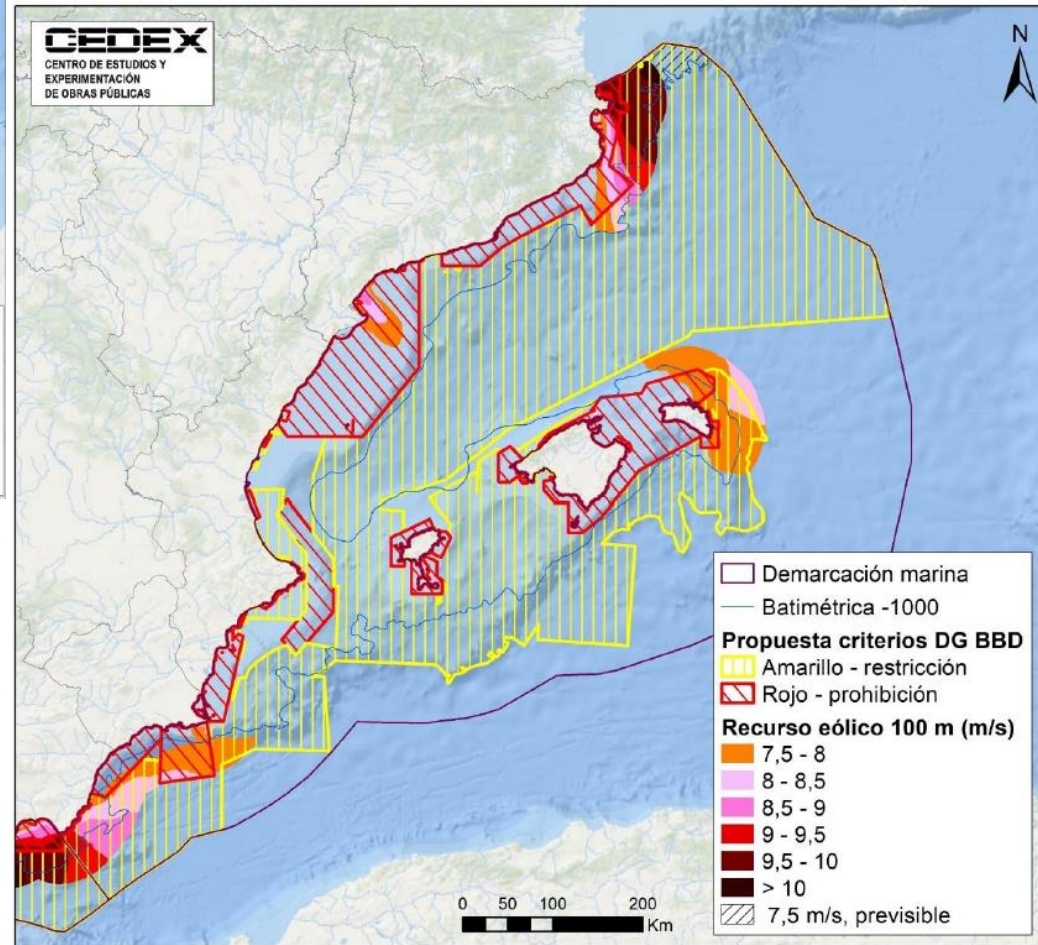 CEDEX
CENTRO DE ESTUDIOS Y
EXPERIMENTACIÓN
DE OBRAS PÚBLICAS
N
Demarcación marina
Batimétrica -1000
Propuesta criterios DG BBD
Amarillo - restricción
Rojo - prohibición
Recurso eólico 100 m (m/s)
7,5 - 8
8 - 8,5
8,5 - 9
9 - 9,5
9,5 - 10
> 10
7,5 m/s, previsible
0 50 100 200
Km